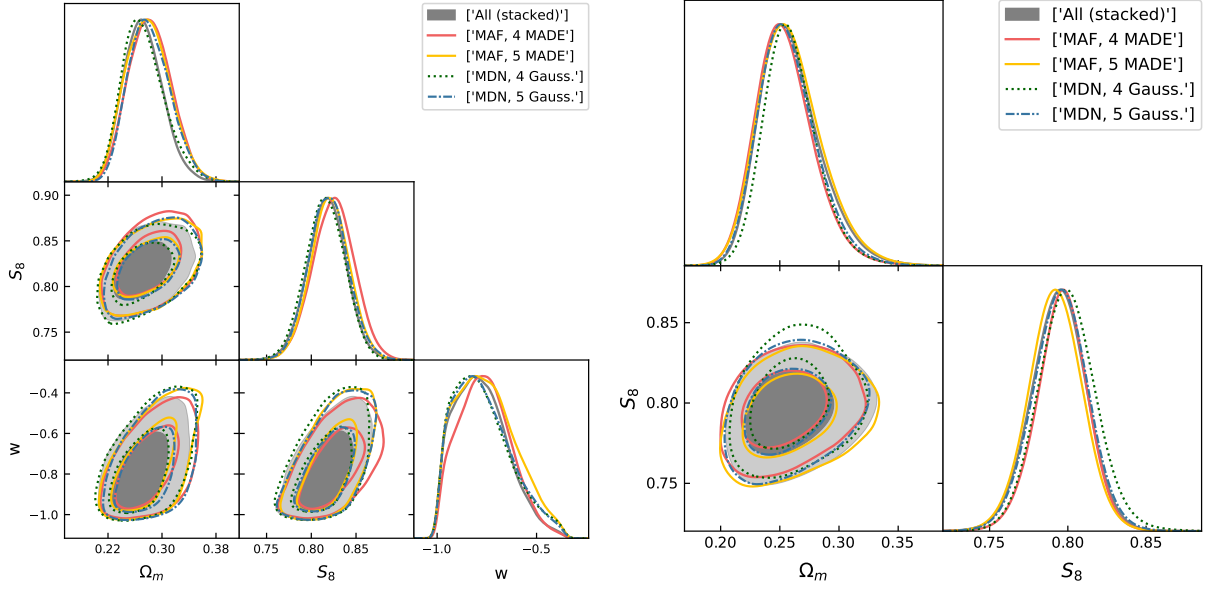 ['All (stacked)']
['MAF, 4 MADE']
['MAF, 5 MADE']
['MDN, 4 Gauss.']
['MDN, 5 Gauss.']
0.90
0.85
0.80
0.75
S₈
−0.4
−0.6
−0.8
−1.0
w
0.22 0.30 0.38
Ωₘ
0.75 0.80 0.85
S₈
−1.0 −0.5
w
['All (stacked)']
['MAF, 4 MADE']
['MAF, 5 MADE']
['MDN, 4 Gauss.']
['MDN, 5 Gauss.']
0.85
0.80
0.75
S₈
0.20 0.25 0.30 0.35
Ωₘ
0.75 0.80 0.85
S₈